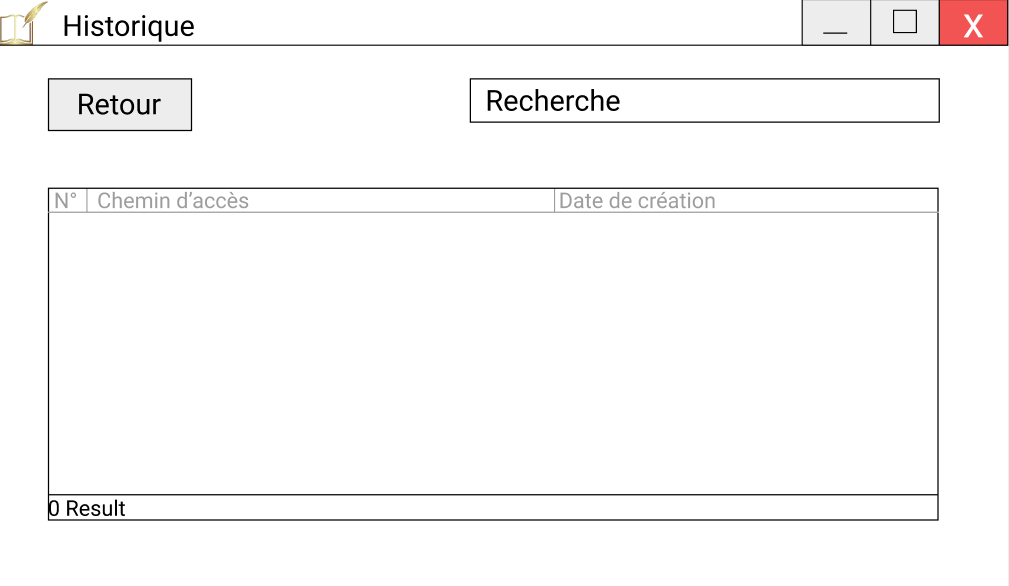 Historique
X
Retour
Recherche
N° Chemin d'accès Date de création
0 Result